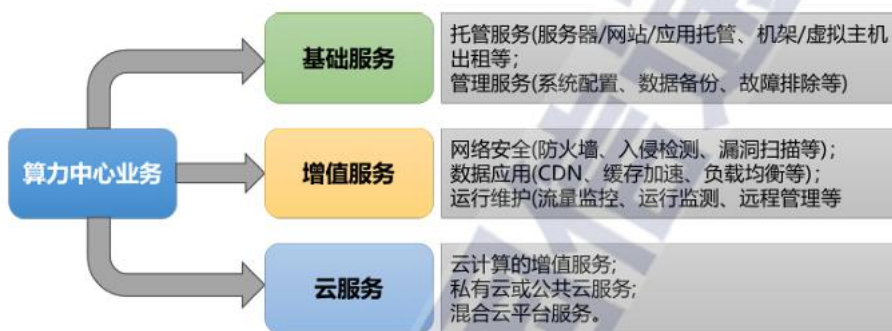 算力中心业务
基础服务
托管服务(服务器/网站/应用托管、机架/虚拟主机
出租等;
管理服务(系统配置、数据备份、故障排除等)
增值服务
网络安全(防火墙、入侵检测、漏洞扫描等);
数据应用(CDN、缓存加速、负载均衡等);
运行维护(流量监控、运行监测、远程管理等
云服务
云计算的增值服务;
私有云或公共云服务;
混合云平台服务。